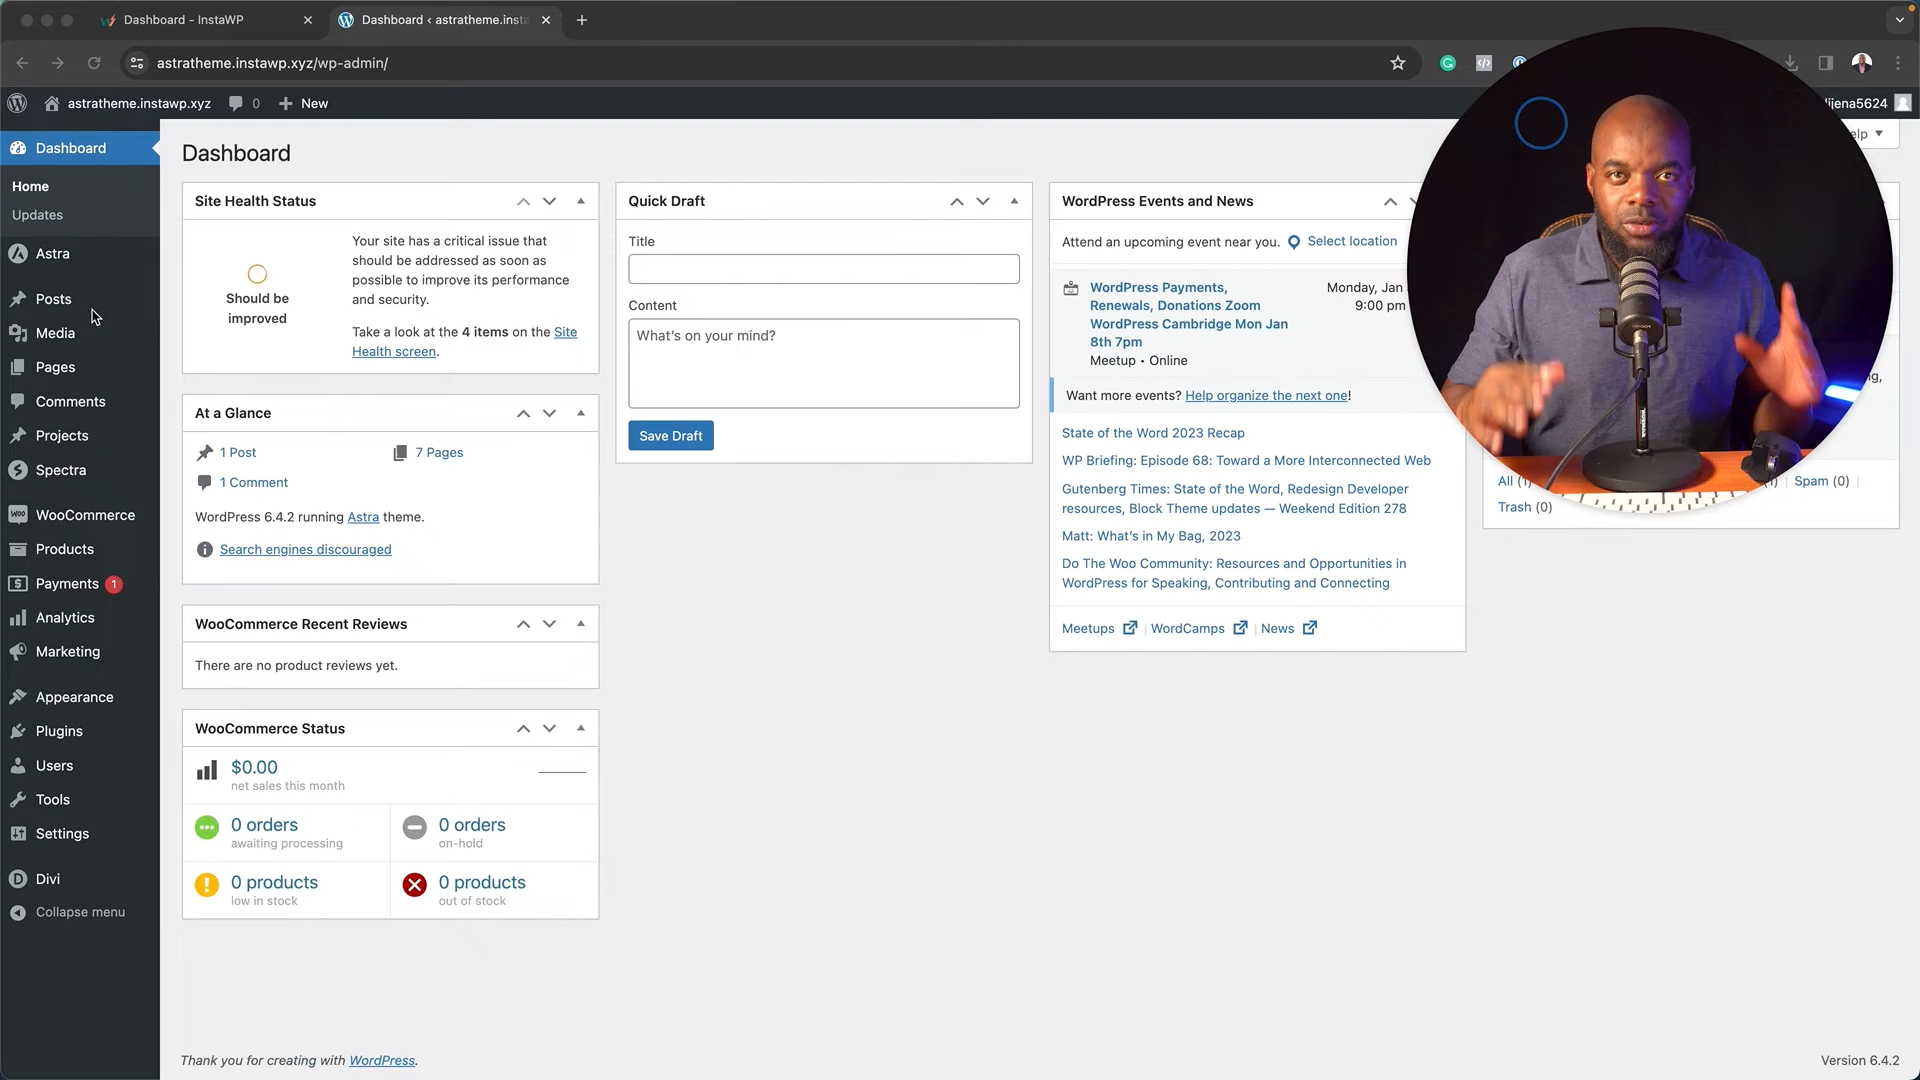 Dashboard - InstaWP
Dashboard ‹ astratheme.insta
astratheme.instawp.xyz/wp-admin/
astratheme.instawp.xyz
0
New
ijena5624
Dashboard
Home
Updates
Astra
Posts
Media
Pages
Comments
Projects
Spectra
WooCommerce
Products
Payments 1
Analytics
Marketing
Appearance
Plugins
Users
Tools
Settings
Divi
Collapse menu
Dashboard
Site Health Status
Should be
improved
Your site has a critical issue that
should be addressed as soon as
possible to improve its performance
and security.
Take a look at the 4 items on the Site
Health screen.
At a Glance
1 Post
7 Pages
1 Comment
WordPress 6.4.2 running Astra theme.
Search engines discouraged
WooCommerce Recent Reviews
There are no product reviews yet.
WooCommerce Status
$0.00
net sales this month
0 orders
awaiting processing
0 orders
on-hold
0 products
low in stock
0 products
out of stock
Quick Draft
Title
Content
What's on your mind?
Save Draft
WordPress Events and News
Attend an upcoming event near you.
Select location
WordPress Payments,
Renewals, Donations Zoom
WordPress Cambridge Mon Jan
8th 7pm
Meetup • Online
Monday, Jan
9:00 pm
Want more events? Help organize the next one!
State of the Word 2023 Recap
WP Briefing: Episode 68: Toward a More Interconnected Web
Gutenberg Times: State of the Word, Redesign Developer
resources, Block Theme updates — Weekend Edition 278
Matt: What's in My Bag, 2023
Do The Woo Community: Resources and Opportunities in
WordPress for Speaking, Contributing and Connecting
Meetups | WordCamps | News
All (1)
Spam (0) |
Trash (0)
Thank you for creating with WordPress.
Version 6.4.2